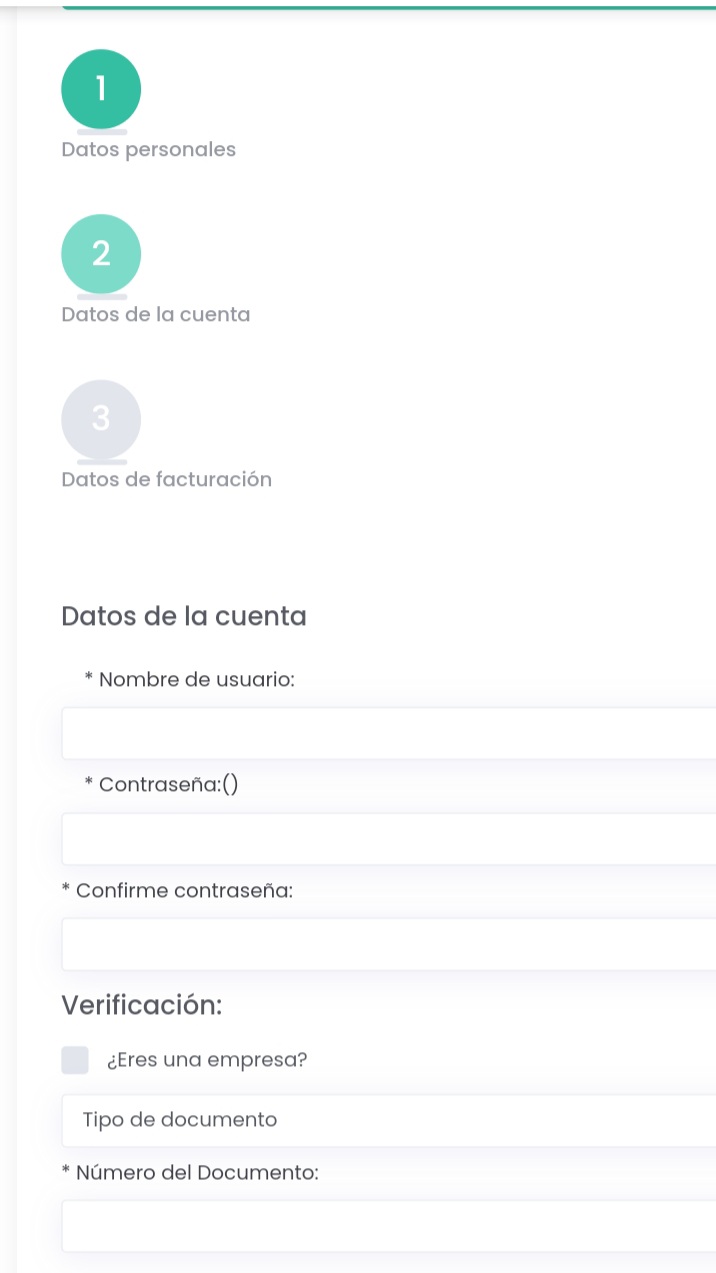 1
Datos personales
2
Datos de la cuenta
3
Datos de facturación
Datos de la cuenta
* Nombre de usuario:
* Contraseña:()
* Confirme contraseña:
Verificación:
¿Eres una empresa?
Tipo de documento
* Número del Documento: